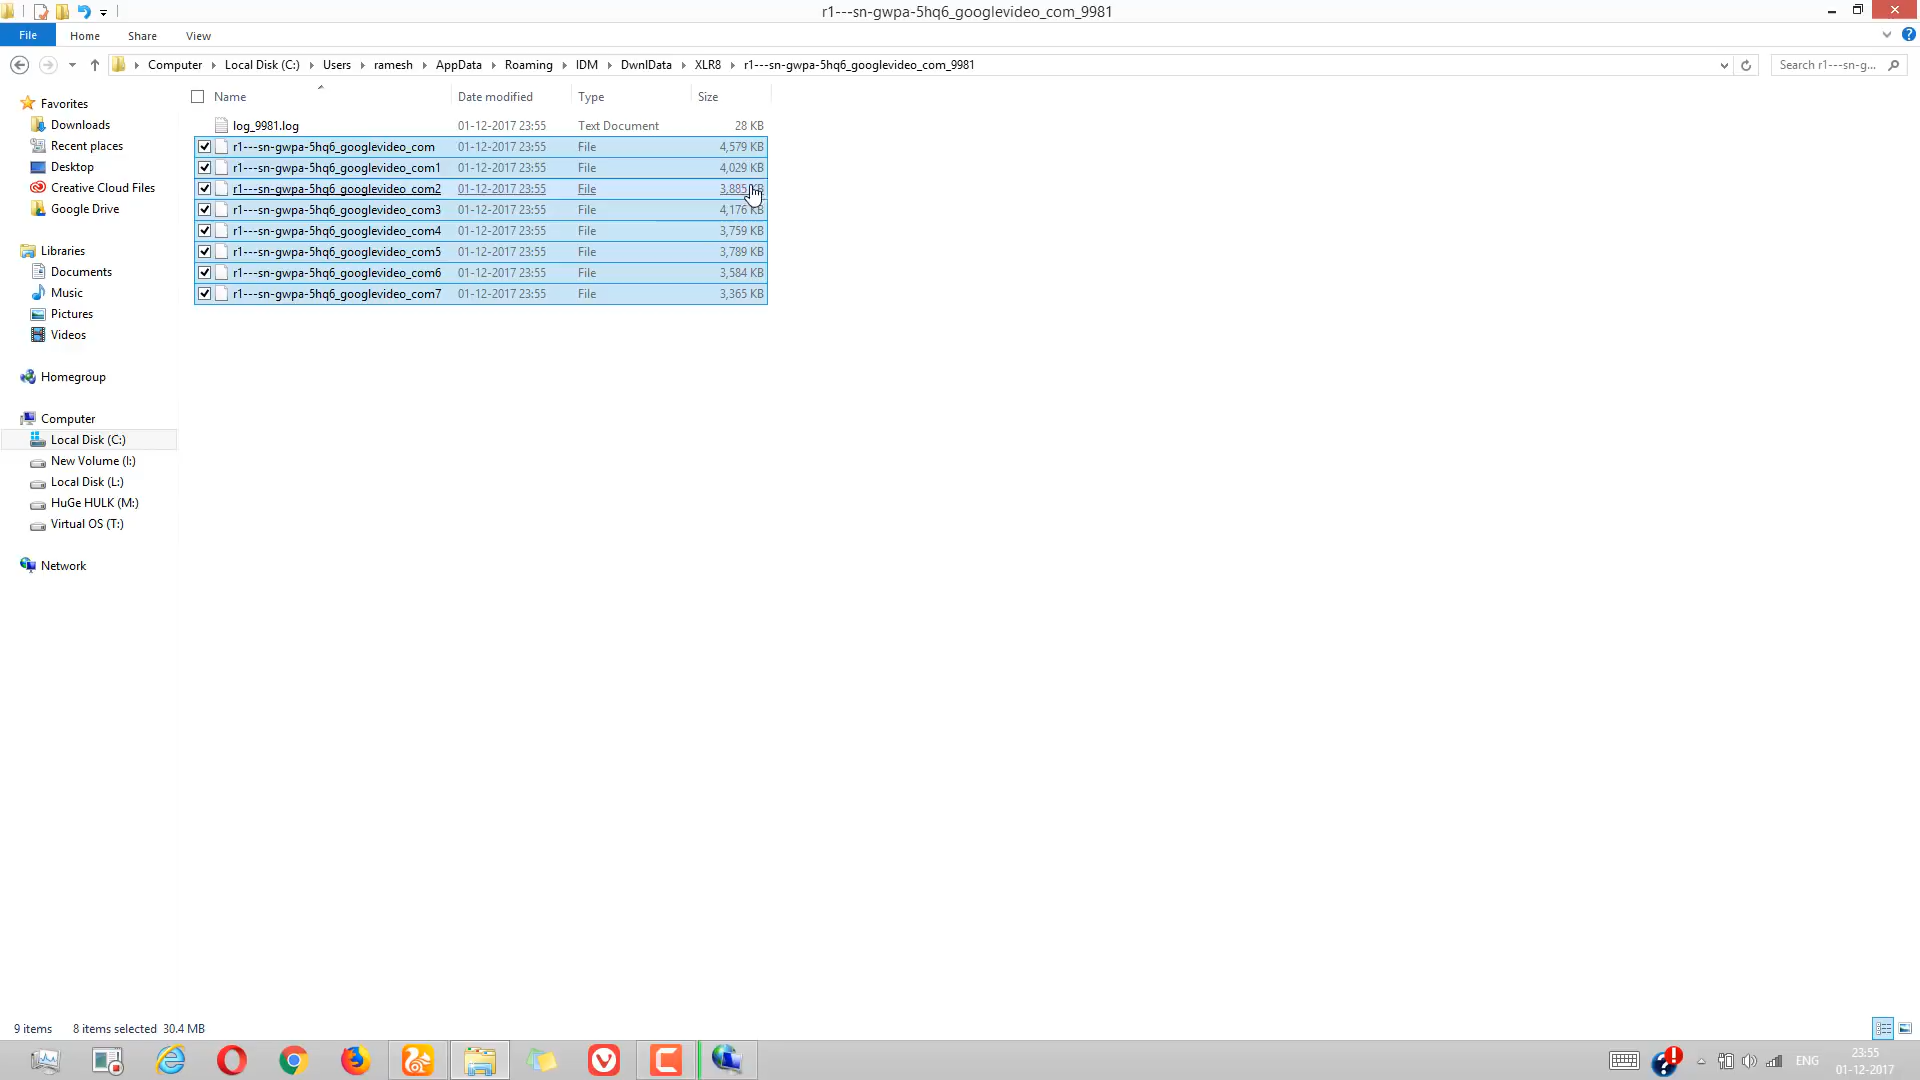 r1---sn-gwpa-5hq6_googlevideo_com_9981
File Home Share View
Computer Local Disk (C:) Users ramesh AppData Roaming IDM DwnlData XLR8 r1---sn-gwpa-5hq6_googlevideo_com_9981 Search r1---sn-g...
Name Date modified Type Size
log_9981.log 01-12-2017 23:55 Text Document 28 KB
r1---sn-gwpa-5hq6_googlevideo_com 01-12-2017 23:55 File 4,579 KB
r1---sn-gwpa-5hq6_googlevideo_com1 01-12-2017 23:55 File 4,029 KB
r1---sn-gwpa-5hq6_googlevideo_com2 01-12-2017 23:55 File 3,885 KB
r1---sn-gwpa-5hq6_googlevideo_com3 01-12-2017 23:55 File 4,176 KB
r1---sn-gwpa-5hq6_googlevideo_com4 01-12-2017 23:55 File 3,759 KB
r1---sn-gwpa-5hq6_googlevideo_com5 01-12-2017 23:55 File 3,789 KB
r1---sn-gwpa-5hq6_googlevideo_com6 01-12-2017 23:55 File 3,584 KB
r1---sn-gwpa-5hq6_googlevideo_com7 01-12-2017 23:55 File 3,365 KB
Favorites
Downloads
Recent places
Desktop
Creative Cloud Files
Google Drive
Libraries
Documents
Music
Pictures
Videos
Homegroup
Computer
Local Disk (C:)
New Volume (I:)
Local Disk (L:)
HuGe HULK (M:)
Virtual OS (T:)
Network
9 items 8 items selected 30.4 MB
ENG
23:55
01-12-2017